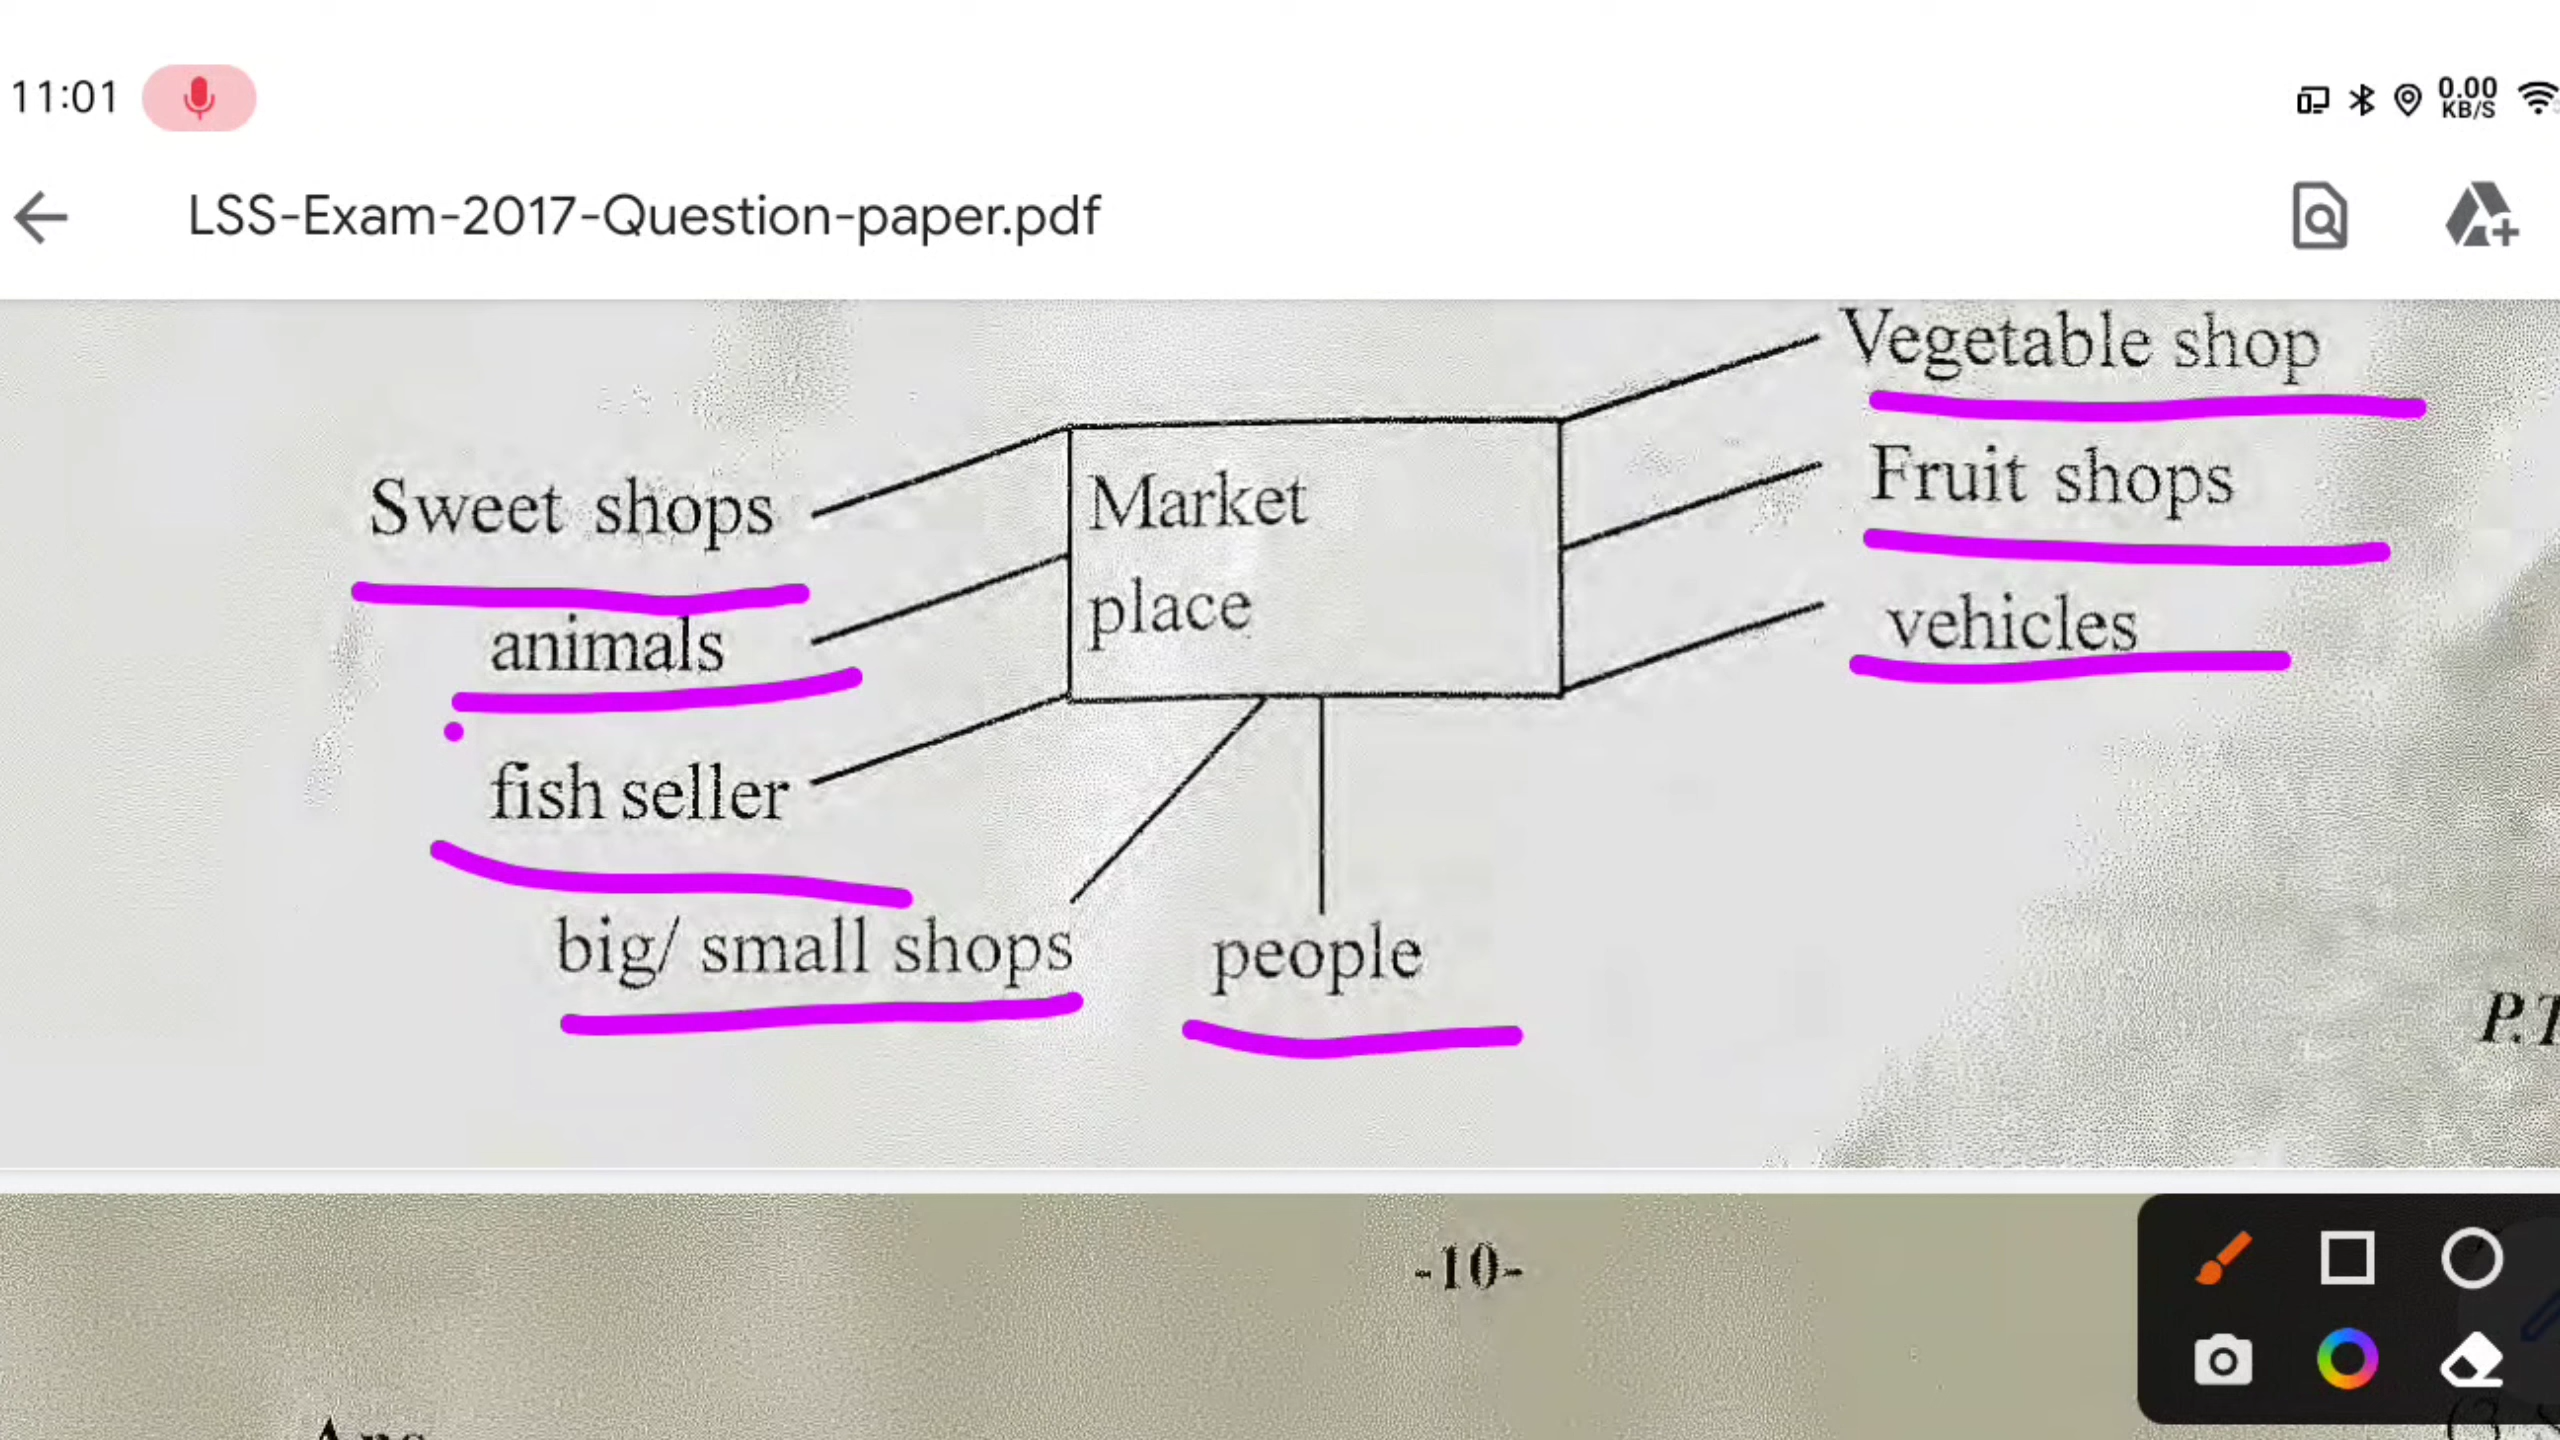 11:01
0.00
KB/S
LSS-Exam-2017-Question-paper.pdf
Vegetable shop
Sweet shops
Market
place
Fruit shops
animals
vehicles
fish seller
big/ small shops
people
P.T
-10-
Ans